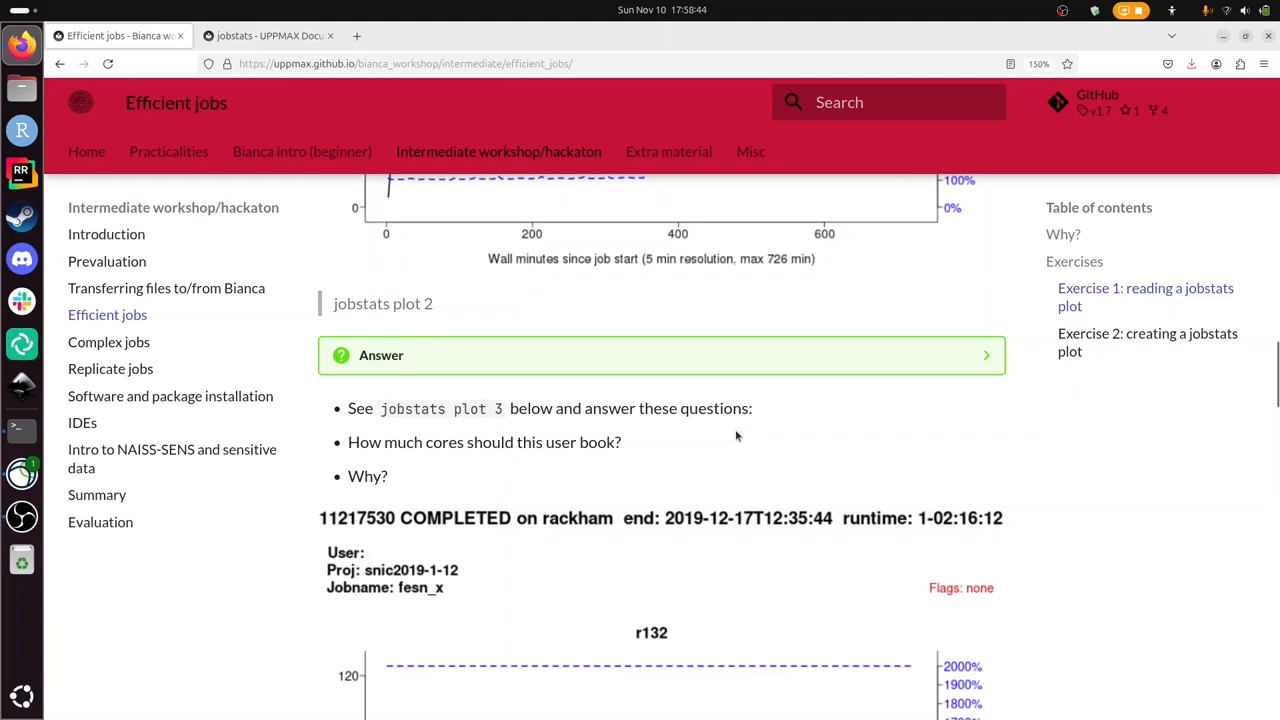 Sun Nov 10 17:58:44
Efficient jobs - Bianca wo
jobstats - UPPMAX Docu
https://uppmax.github.io/bianca_workshop/intermediate/efficient_jobs/
150%
Efficient jobs
Search
GitHub
v1.7 1 4
Home
Practicalities
Bianca intro (beginner)
Intermediate workshop/hackaton
Extra material
Misc
Intermediate workshop/hackaton
Introduction
Prevaluation
Transferring files to/from Bianca
Efficient jobs
Complex jobs
Replicate jobs
Software and package installation
IDEs
Intro to NAISS-SENS and sensitive
data
Summary
Evaluation
100%
0
0%
0 200 400 600
Wall minutes since job start (5 min resolution, max 726 min)
jobstats plot 2
Answer
See jobstats plot 3 below and answer these questions:
How much cores should this user book?
Why?
11217530 COMPLETED on rackham end: 2019-12-17T12:35:44 runtime: 1-02:16:12
User:
Proj: snic2019-1-12
Jobname: fesn_x
Flags: none
r132
120
2000%
1900%
1800%
Table of contents
Why?
Exercises
Exercise 1: reading a jobstats
plot
Exercise 2: creating a jobstats
plot
R
RR
1